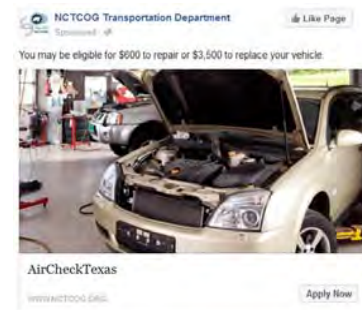 NCTCOG Transportation Department
Like Page
Sponsored
You may be eligible for $600 to repair or $3,500 to replace your vehicle.
AirCheckTexas
WWW.NCTCOG.ORG
Apply Now